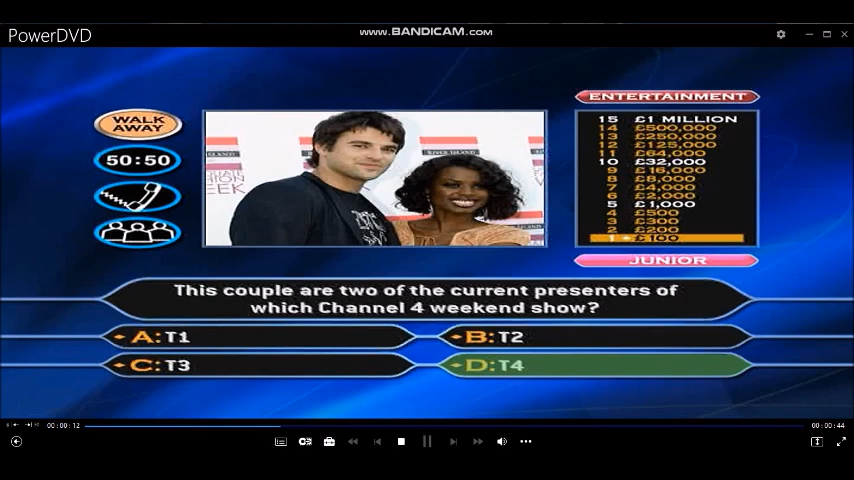 PowerDVD
www.BANDICAM.com
ENTERTAINMENT
WALK
AWAY
50:50
RIVER ISLAND
WEEK
15 £1 MILLION
14 £500,000
13 £250,000
12 £125,000
11 £64,000
10 £32,000
9 £16,000
8 £8,000
7 £4,000
6 £2,000
5 £1,000
4 £500
3 £300
2 £200
1 £100
JUNIOR
This couple are two of the current presenters of
which Channel 4 weekend show?
A: T1
B: T2
C: T3
D: T4
00:00:12
00:00:44